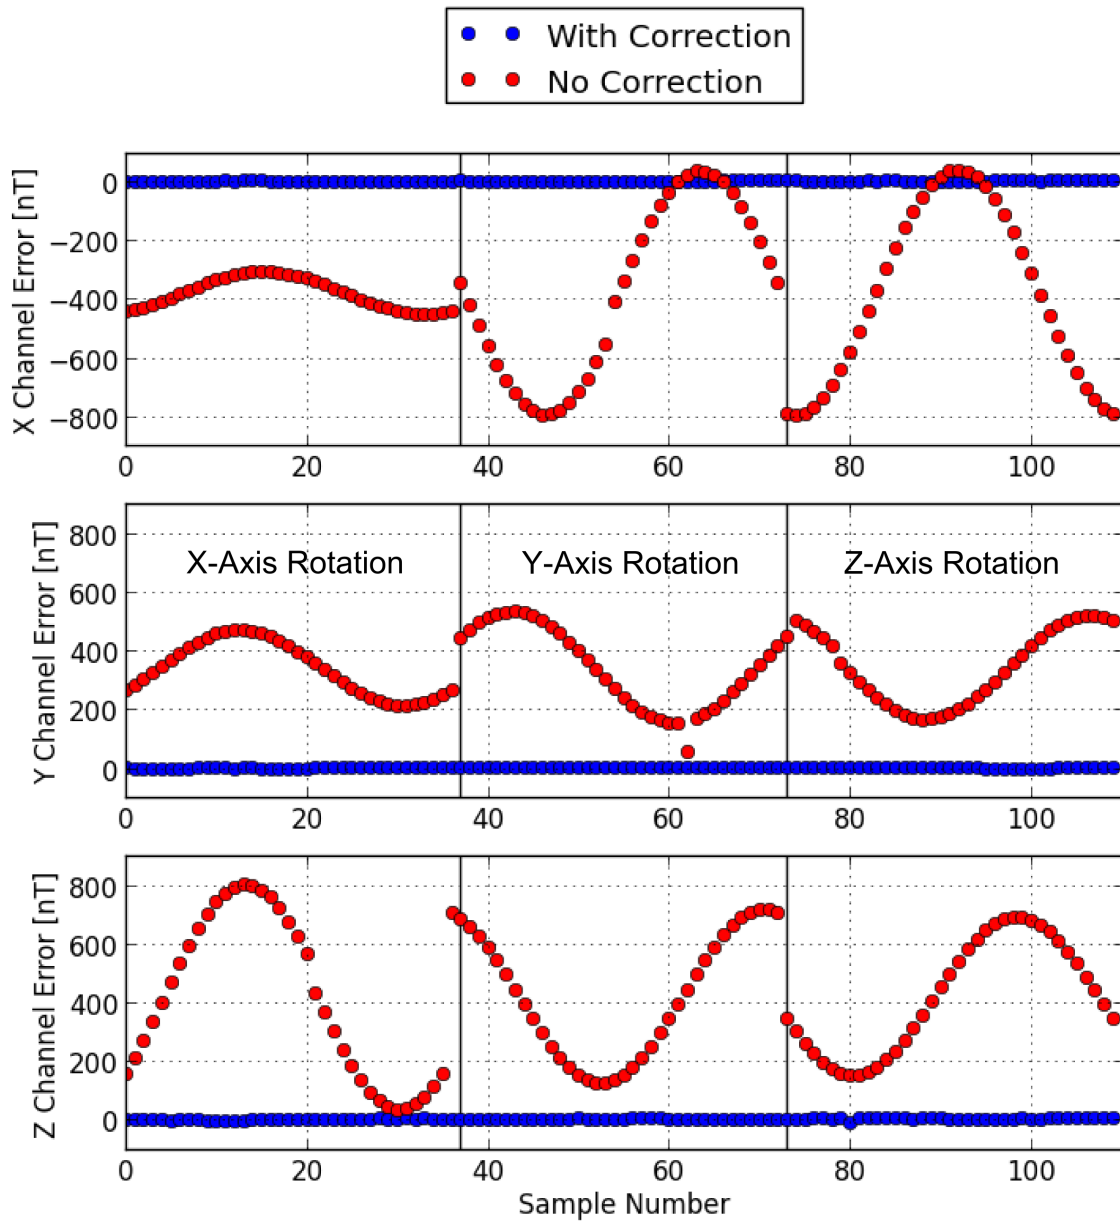 With Correction
No Correction
X Channel Error [nT]
0
−200
−400
−600
−800
0 20 40 60 80 100
Y Channel Error [nT]
800
600
400
200
0
X-Axis Rotation Y-Axis Rotation Z-Axis Rotation
0 20 40 60 80 100
Z Channel Error [nT]
800
600
400
200
0
0 20 40 60 80 100
Sample Number